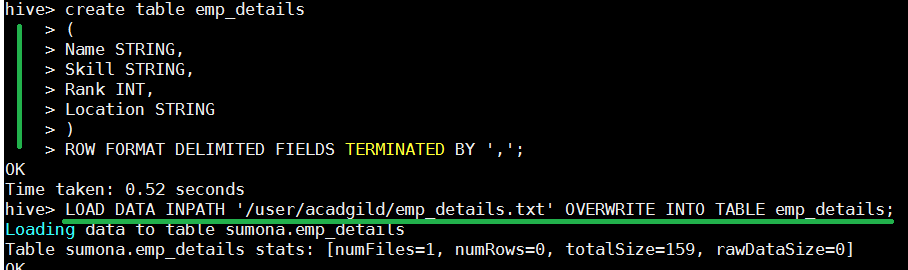 hive> create table emp_details
> (
> Name STRING,
> Skill STRING,
> Rank INT,
> Location STRING
> )
> ROW FORMAT DELIMITED FIELDS TERMINATED BY ',';
OK
Time taken: 0.52 seconds
hive> LOAD DATA INPATH '/user/acadgild/emp_details.txt' OVERWRITE INTO TABLE emp_details;
Loading data to table sumona.emp_details
Table sumona.emp_details stats: [numFiles=1, numRows=0, totalSize=159, rawDataSize=0]
OK